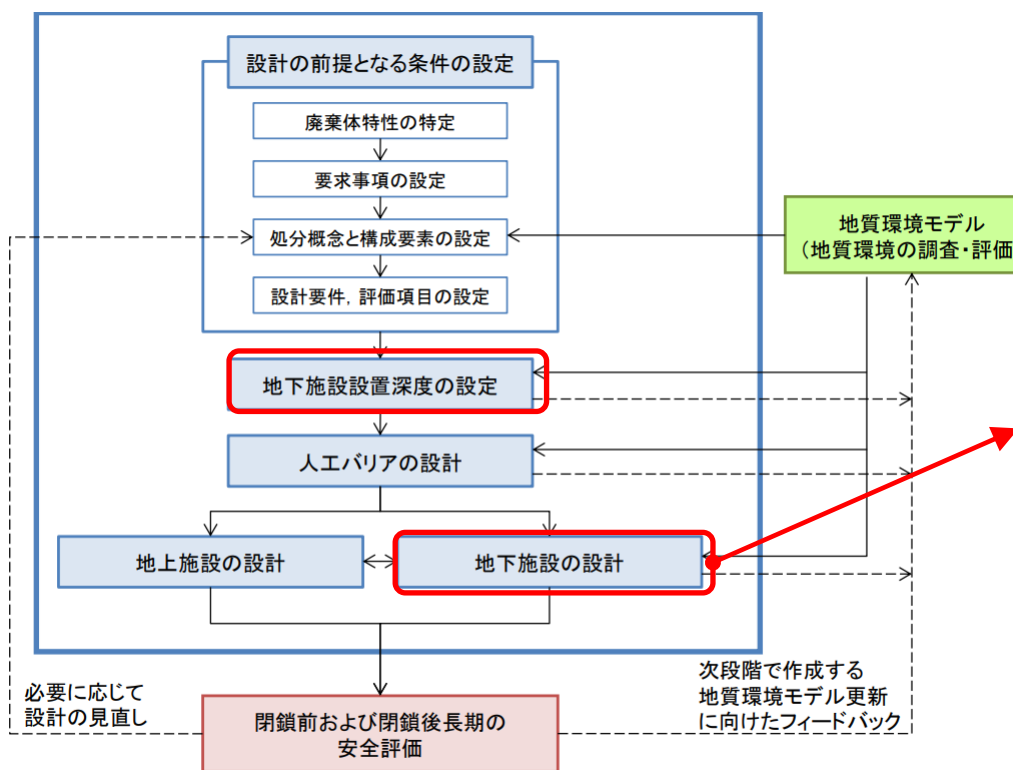 設計の前提となる条件の設定
廃棄体特性の特定
要求事項の設定
処分概念と構成要素の設定
設計要件，評価項目の設定
地質環境モデル
（地質環境の調査・評価
地下施設設置深度の設定
人工バリアの設計
地上施設の設計
地下施設の設計
必要に応じて
設計の見直し
閉鎖前および閉鎖後長期の
安全評価
次段階で作成する
地質環境モデル更新
に向けたフィードバック